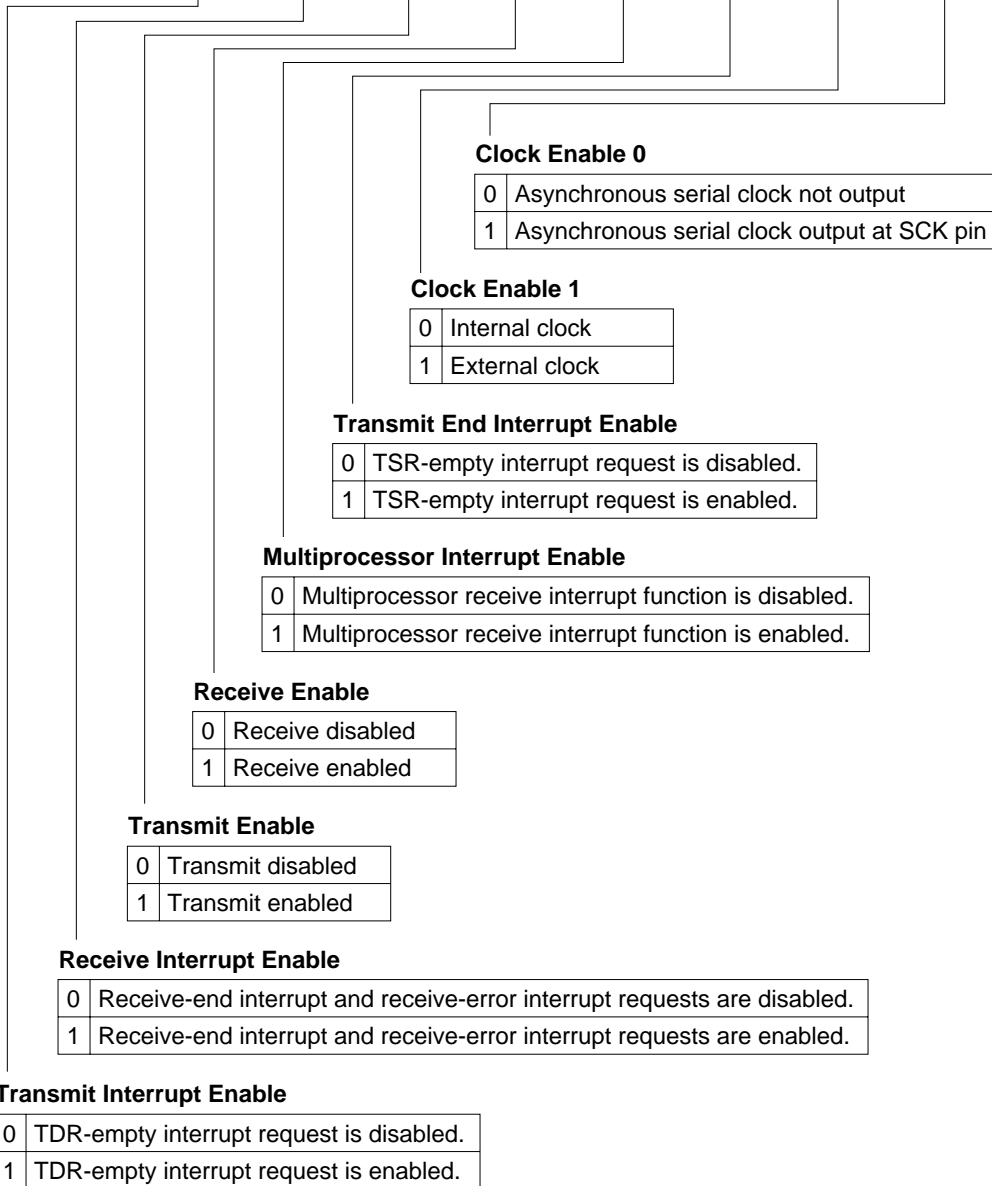 Clock Enable 0
0 Asynchronous serial clock not output
1 Asynchronous serial clock output at SCK pin
Clock Enable 1
0 Internal clock
1 External clock
Transmit End Interrupt Enable
0 TSR-empty interrupt request is disabled.
1 TSR-empty interrupt request is enabled.
Multiprocessor Interrupt Enable
0 Multiprocessor receive interrupt function is disabled.
1 Multiprocessor receive interrupt function is enabled.
Receive Enable
0 Receive disabled
1 Receive enabled
Transmit Enable
0 Transmit disabled
1 Transmit enabled
Receive Interrupt Enable
0 Receive-end interrupt and receive-error interrupt requests are disabled.
1 Receive-end interrupt and receive-error interrupt requests are enabled.
Transmit Interrupt Enable
0 TDR-empty interrupt request is disabled.
1 TDR-empty interrupt request is enabled.